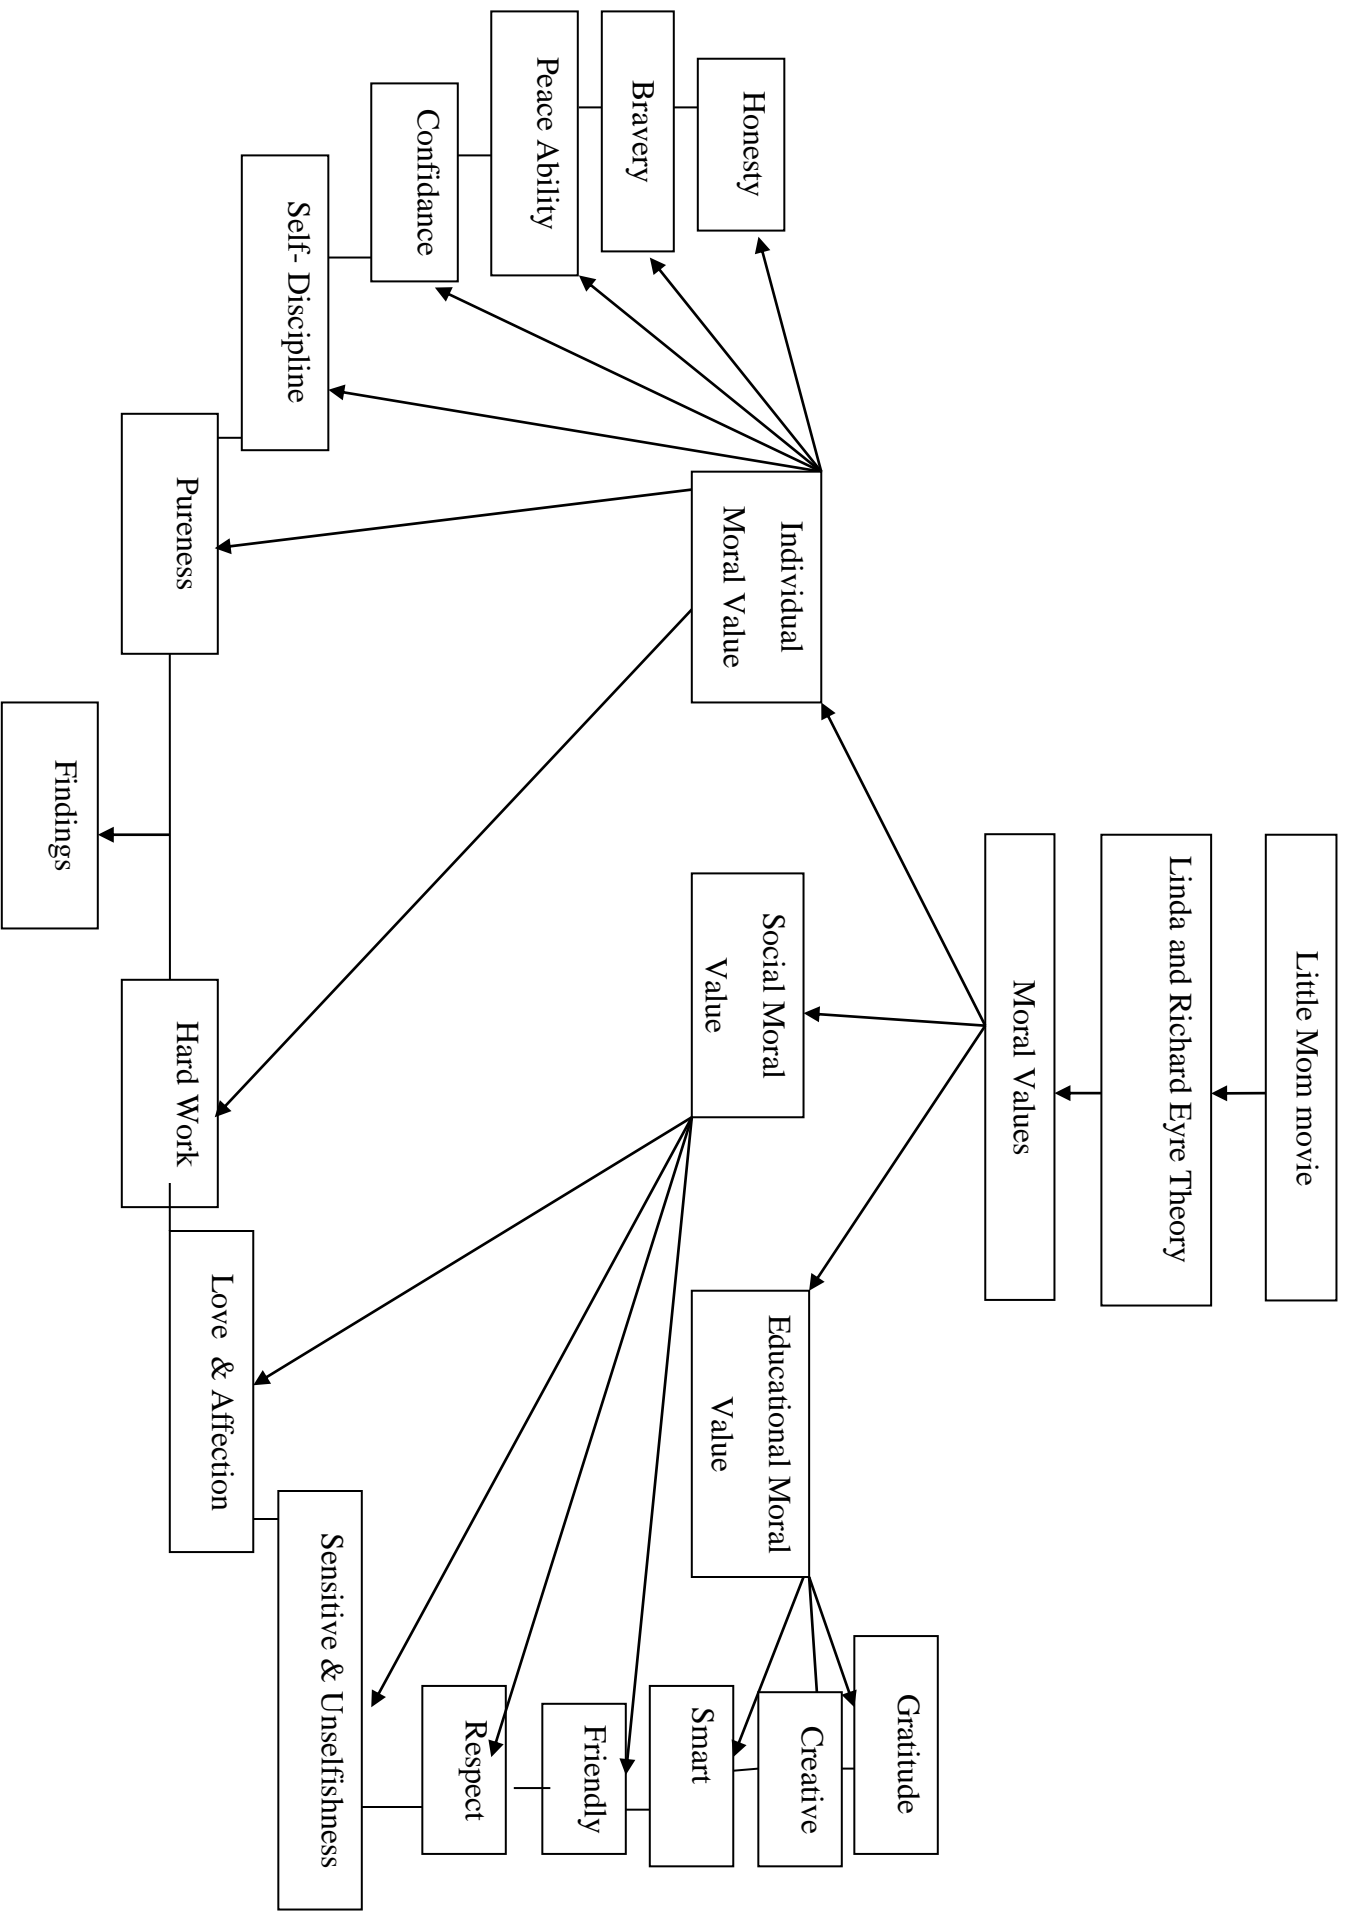 Little Mom movie
Linda and Richard Eyre Theory
Moral Values
Individual
Moral Value
Social Moral
Value
Educational Moral
Value
Honesty
Bravery
Peace Ability
Confidance
Self- Discipline
Pureness
Hard Work
Love & Affection
Sensitive & Unselfishness
Respect
Friendly
Smart
Creative
Gratitude
Findings